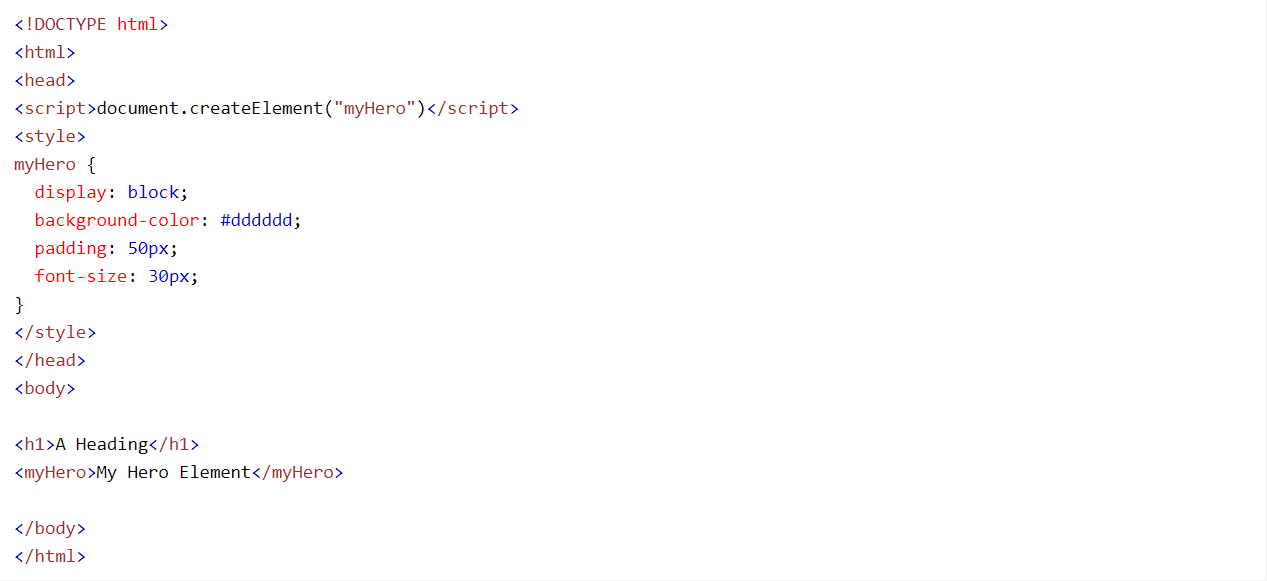 <!DOCTYPE html>
<html>
<head>
<script>document.createElement("myHero")</script>
<style>
myHero {
  display: block;
  background-color: #dddddd;
  padding: 50px;
  font-size: 30px;
}
</style>
</head>
<body>

<h1>A Heading</h1>
<myHero>My Hero Element</myHero>

</body>
</html>